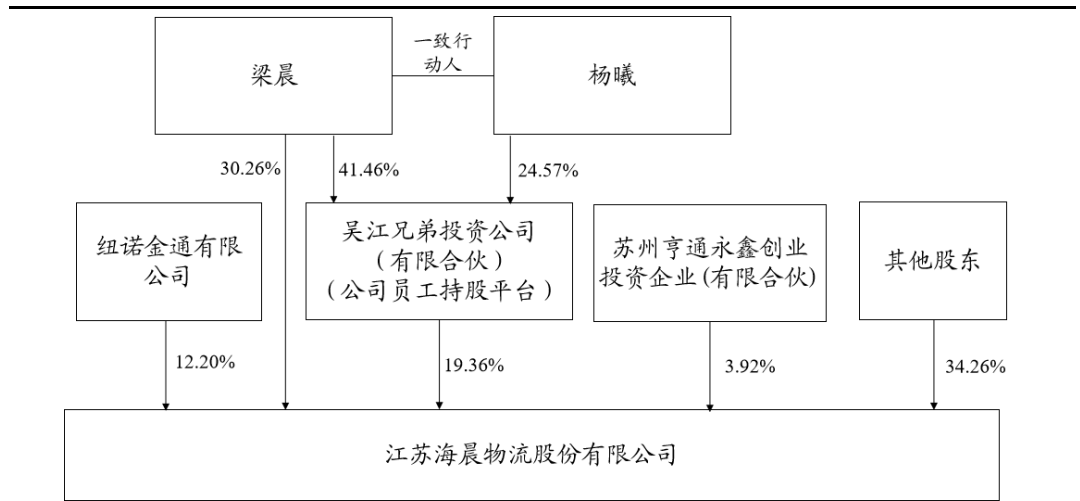 梁晨
一致行
动人
杨曦
30.26%
41.46%
24.57%
纽诺金通有限
公司
吴江兄弟投资公司
(有限合伙)
(公司员工持股平台)
苏州亨通永鑫创业
投资企业(有限合伙)
其他股东
12.20%
19.36%
3.92%
34.26%
江苏海晨物流股份有限公司